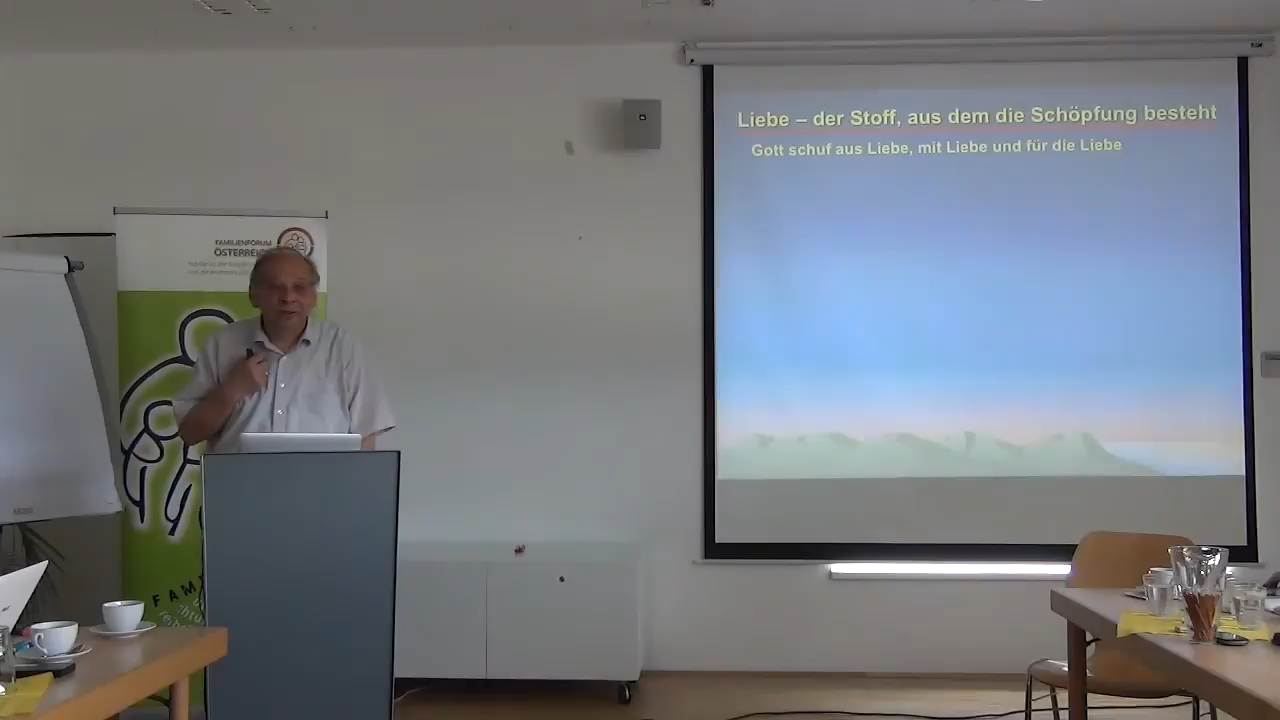 Liebe – der Stoff, aus dem die Schöpfung besteht
Gott schuf aus Liebe, mit Liebe und für die Liebe
FAMILIENFORUM
ÖSTERREICH
FAM